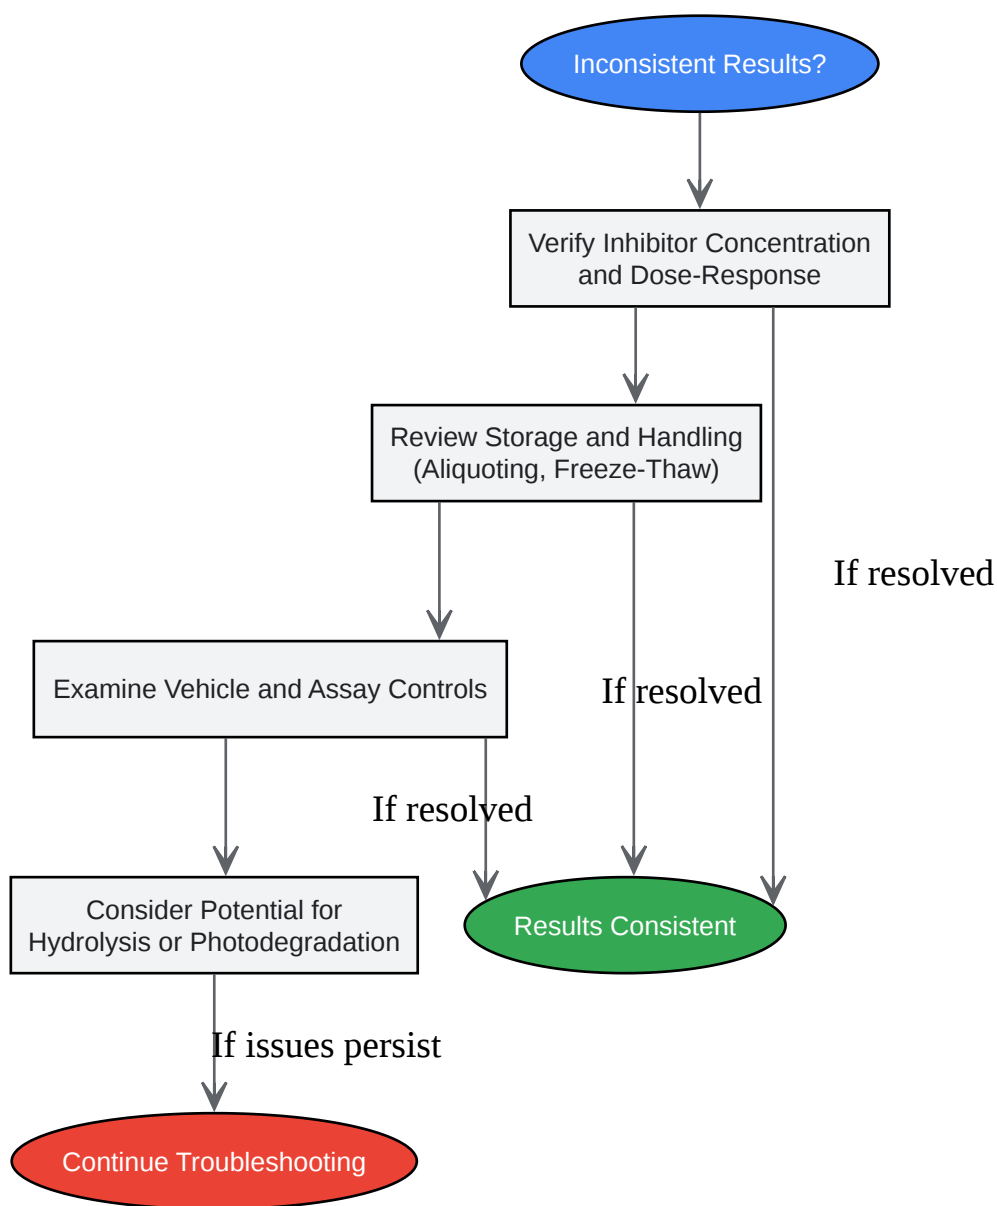 Inconsistent Results?
Verify Inhibitor Concentration
and Dose-Response
Review Storage and Handling
(Aliquoting, Freeze-Thaw)
If resolved
Examine Vehicle and Assay Controls
If resolved
If resolved
Consider Potential for
Hydrolysis or Photodegradation
Results Consistent
If issues persist
Continue Troubleshooting